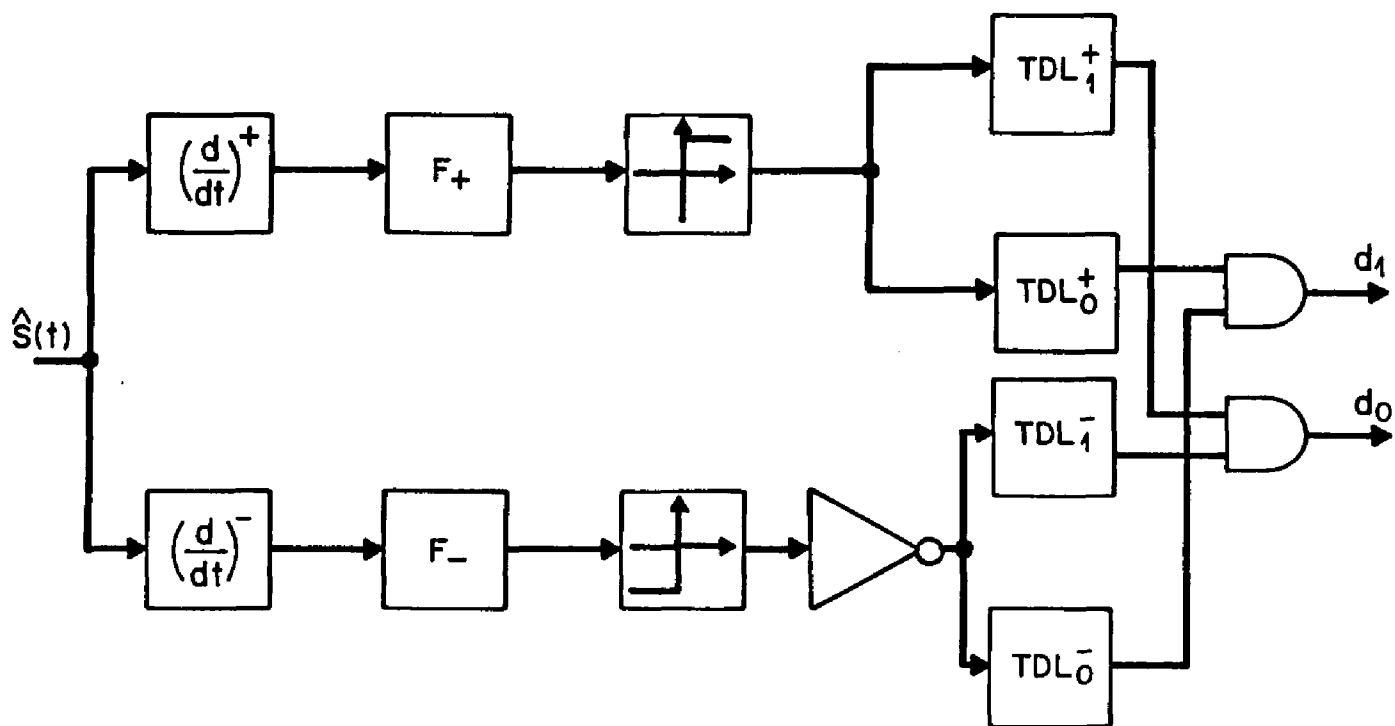 TDL₁⁺
(d/dt)⁺
F₊
TDL₀⁺
d₁
Ŝ(t)
TDL₁⁻
d₀
(d/dt)⁻
F₋
TDL₀⁻